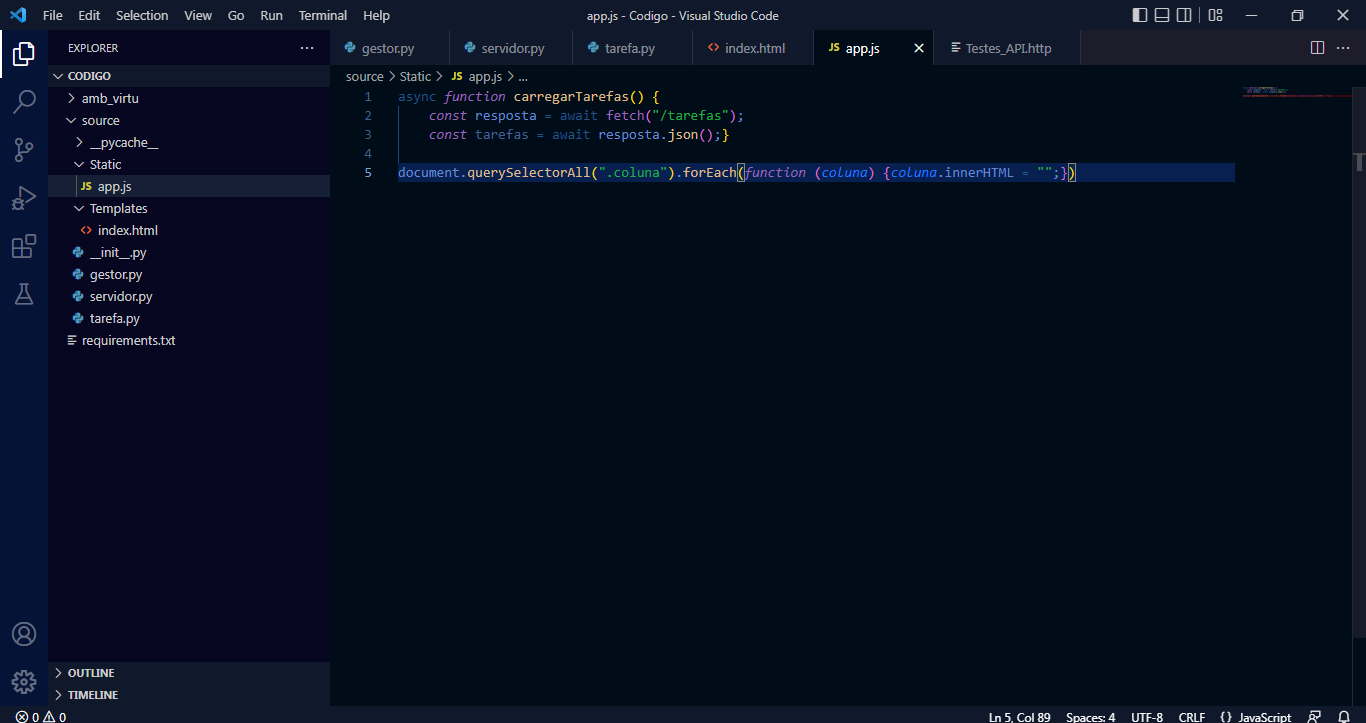 File Edit Selection View Go Run Terminal Help app.js - Codigo - Visual Studio Code
EXPLORER
CODIGO
amb_virtu
source
__pycache__
Static
JS app.js
Templates
index.html
__init__.py
gestor.py
servidor.py
tarefa.py
requirements.txt
OUTLINE
TIMELINE
gestor.py servidor.py tarefa.py index.html JS app.js Testes_API.http
source > Static > JS app.js > ...
1 async function carregarTarefas() {
2 const resposta = await fetch("/tarefas");
3 const tarefas = await resposta.json();}
4
5 document.querySelectorAll(".coluna").forEach(function (coluna) {coluna.innerHTML = "";})
0 0 Ln 5, Col 89 Spaces: 4 UTF-8 CRLF {} JavaScript